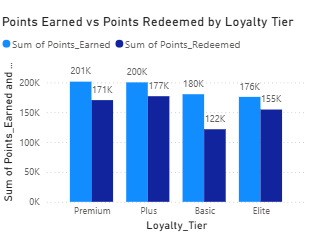 Points Earned vs Points Redeemed by Loyalty Tier
Sum of Points_Earned Sum of Points_Redeemed
Sum of Points_Earned and ...
200K
150K
100K
50K
0K
201K
171K
200K
177K
180K
122K
176K
155K
Premium Plus Basic Elite
Loyalty_Tier